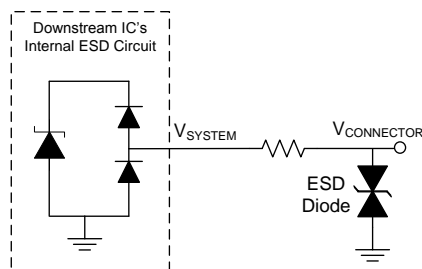 Downstream IC's
Internal ESD Circuit
VSYSTEM
VCONNECTOR
ESD
Diode